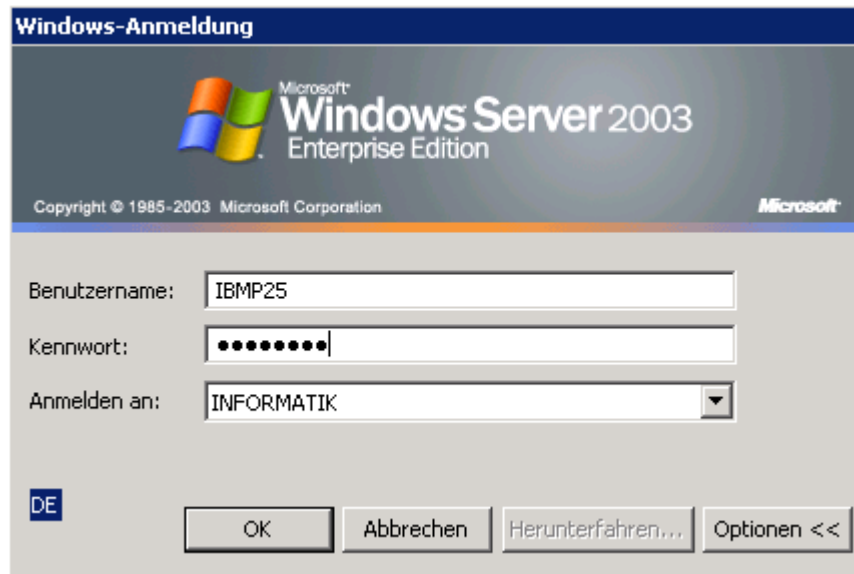 Windows-Anmeldung
Microsoft
Windows Server 2003
Enterprise Edition
Copyright © 1985-2003 Microsoft Corporation
Microsoft
Benutzername: IBMP25
Kennwort: ●●●●●●●●
Anmelden an: INFORMATIK
DE
OK Abbrechen Herunterfahren... Optionen <<